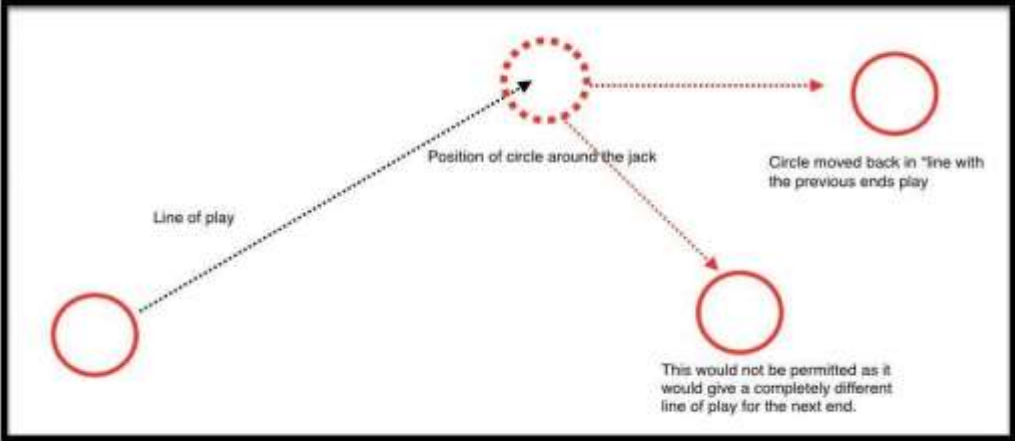 Position of circle around the jack
Circle moved back in "line with
the previous ends play
Line of play
This would not be permitted as it
would give a completely different
line of play for the next end.